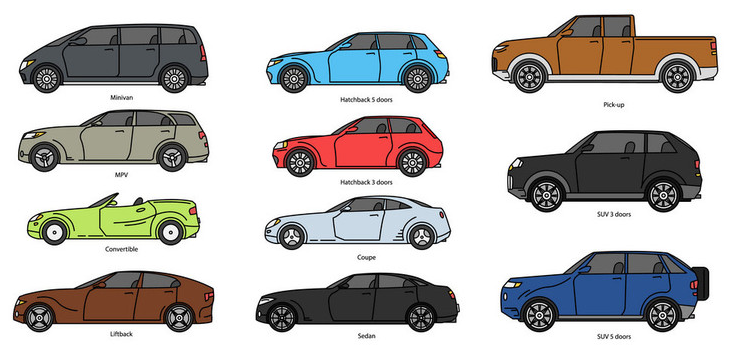 Minivan
MPV
Convertible
Liftback
Hatchback 5 doors
Hatchback 3 doors
Coupe
Sedan
Pick-up
SUV 3 doors
SUV 5 doors